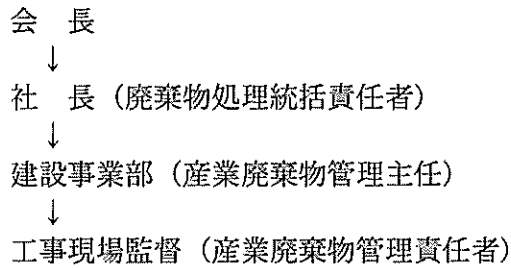 会　長
↓
社　長（廃棄物処理統括責任者）
↓
建設事業部（産業廃棄物管理主任）
↓
工事現場監督（産業廃棄物管理責任者）